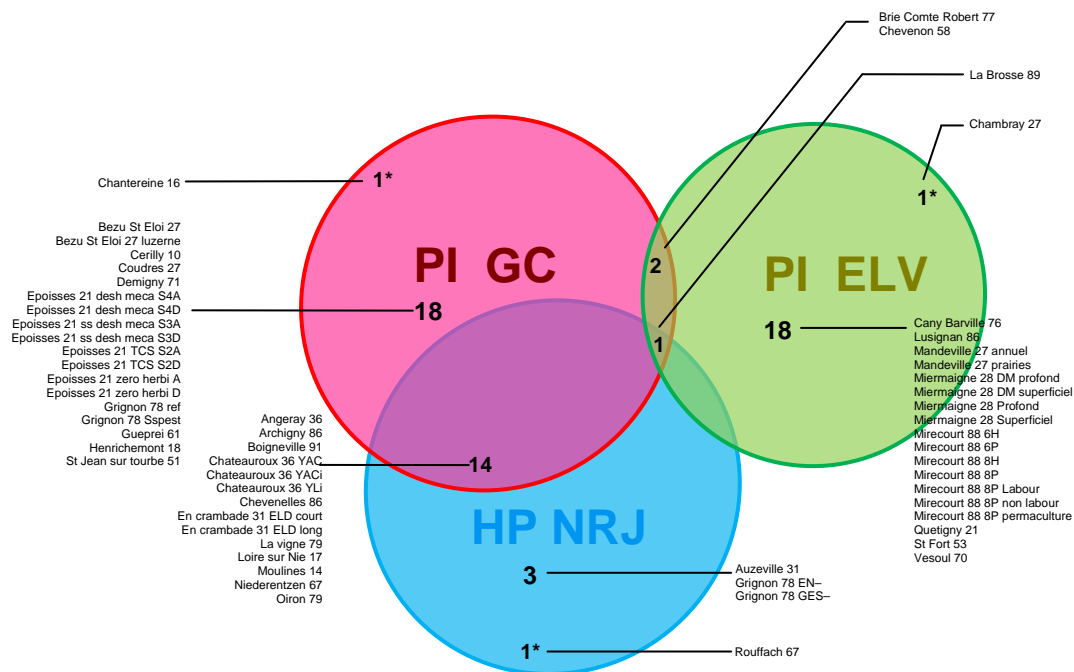 Brie Comte Robert 77
Chevenon 58
La Brosse 89
Chambray 27
Chantereine 16
1*
1*
Bezu St Eloi 27
Bezu St Eloi 27 luzerne
Cerilly 10
Coudres 27
Demigny 71
Epoisses 21 desh meca S4A
Epoisses 21 desh meca S4D
Epoisses 21 ss desh meca S3A
Epoisses 21 ss desh meca S3D
Epoisses 21 TCS S2A
Epoisses 21 TCS S2D
Epoisses 21 zero herbi A
Epoisses 21 zero herbi D
Grignon 78 ref
Grignon 78 Sspest
Gueprei 61
Henrichemont 18
St Jean sur tourbe 51
PI GC
18
2
1
PI ELV
18
Cany Barville 76
Lusignan 86
Mandeville 27 annuel
Mandeville 27 prairies
Miermaigne 28 DM profond
Miermaigne 28 DM superficiel
Miermaigne 28 Profond
Miermaigne 28 Superficiel
Mirecourt 88 6H
Mirecourt 88 6P
Mirecourt 88 8H
Mirecourt 88 8P
Mirecourt 88 8P Labour
Mirecourt 88 8P non labour
Mirecourt 88 8P permaculture
Quetigny 21
St Fort 53
Vesoul 70
Angeray 36
Archigny 86
Boigneville 91
Chateauroux 36 YAC
Chateauroux 36 YACi
Chateauroux 36 YLi
Chevenelles 86
En crambade 31 ELD court
En crambade 31 ELD long
La vigne 79
Loire sur Nie 17
Moulines 14
Niederentzen 67
Oiron 79
14
HP NRJ
3
Auzeville 31
Grignon 78 EN–
Grignon 78 GES–
1*
Rouffach 67